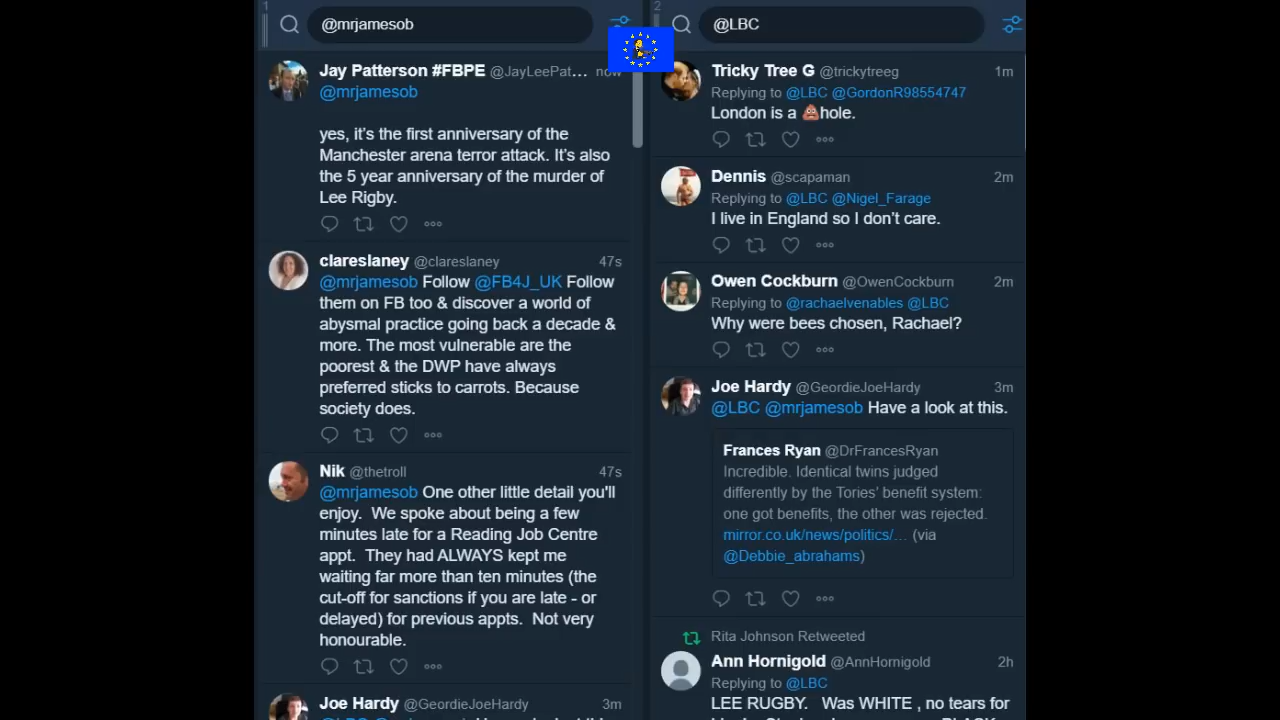 1
@mrjamesob
Jay Patterson #FBPE @JayLeePat… now
@mrjamesob
yes, it's the first anniversary of the
Manchester arena terror attack. It's also
the 5 year anniversary of the murder of
Lee Rigby.
clareslaney @clareslaney 47s
@mrjamesob Follow @FB4J_UK Follow
them on FB too & discover a world of
abysmal practice going back a decade &
more. The most vulnerable are the
poorest & the DWP have always
preferred sticks to carrots. Because
society does.
Nik @thetroll 47s
@mrjamesob One other little detail you'll
enjoy. We spoke about being a few
minutes late for a Reading Job Centre
appt. They had ALWAYS kept me
waiting far more than ten minutes (the
cut-off for sanctions if you are late - or
delayed) for previous appts. Not very
honourable.
Joe Hardy @GeordieJoeHardy 3m
2
@LBC
Tricky Tree G @trickytreeg 1m
Replying to @LBC @GordonR98554747
London is a 💩hole.
Dennis @scapaman 2m
Replying to @LBC @Nigel_Farage
I live in England so I don't care.
Owen Cockburn @OwenCockburn 2m
Replying to @rachaelvenables @LBC
Why were bees chosen, Rachael?
Joe Hardy @GeordieJoeHardy 3m
@LBC @mrjamesob Have a look at this.
Frances Ryan @DrFrancesRyan
Incredible. Identical twins judged
differently by the Tories' benefit system:
one got benefits, the other was rejected.
mirror.co.uk/news/politics/… (via
@Debbie_abrahams)
Rita Johnson Retweeted
Ann Hornigold @AnnHornigold 2h
Replying to @LBC
LEE RUGBY. Was WHITE , no tears for